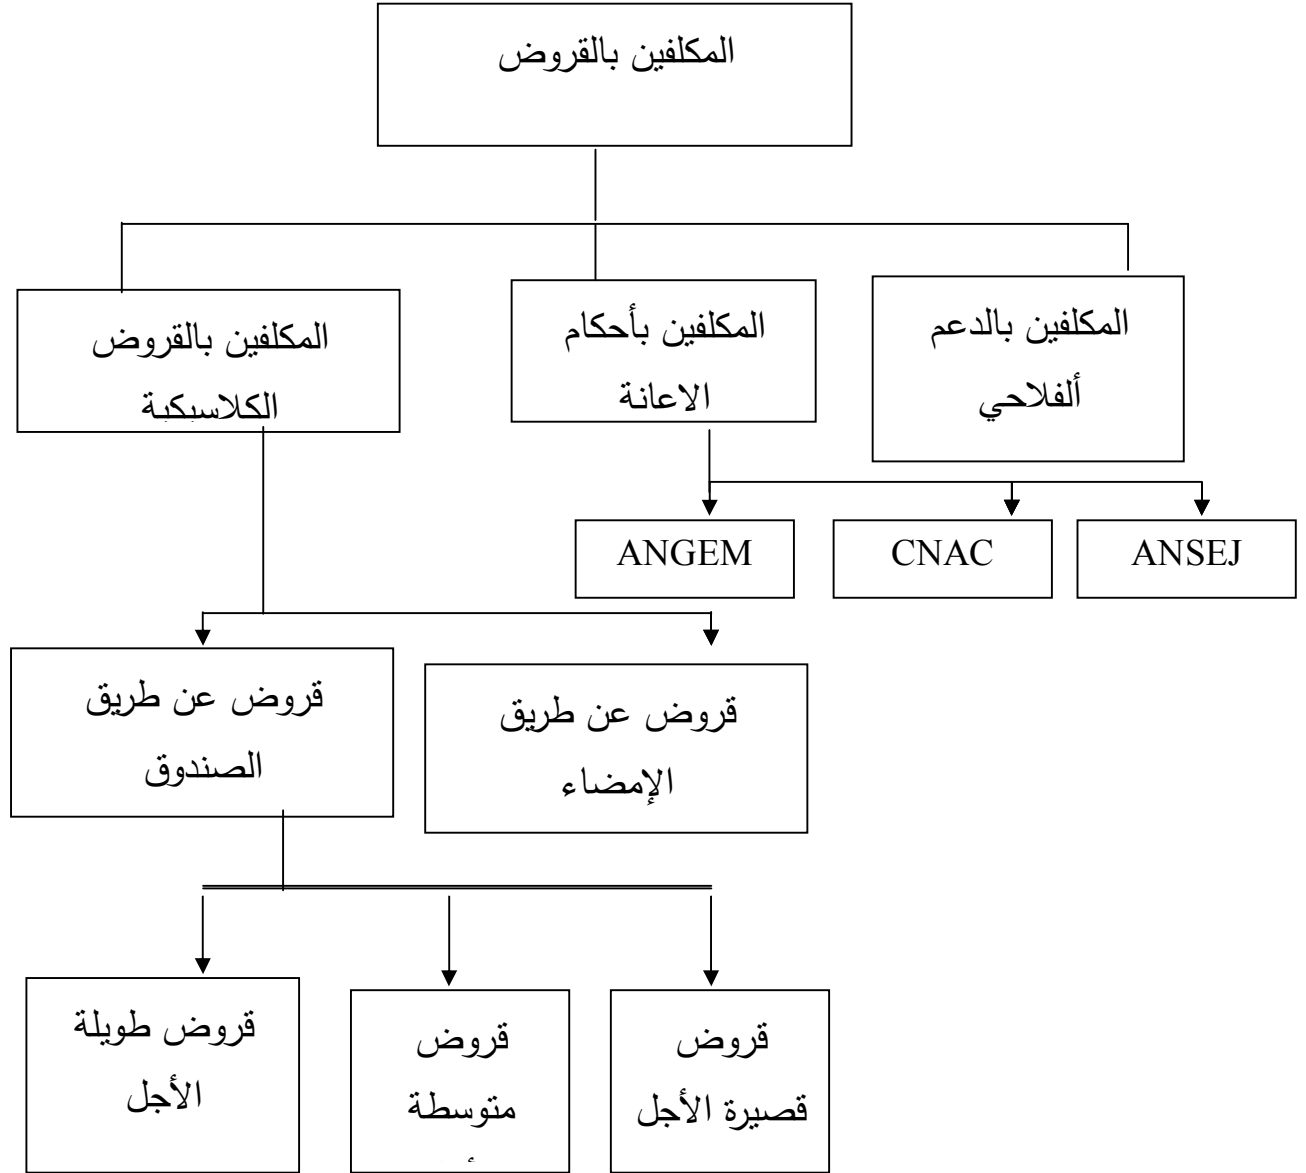 المكلفين بالقروض
المكلفين بالدعم
ألفلاحي
المكلفين بأحكام
الاعانة
المكلفين بالقروض
الكلاسيكية
ANGEM
CNAC
ANSEJ
قروض عن طريق
الإمضاء
قروض عن طريق
الصندوق
قروض
قصيرة الأجل
قروض
متوسطة
قروض طويلة
الأجل